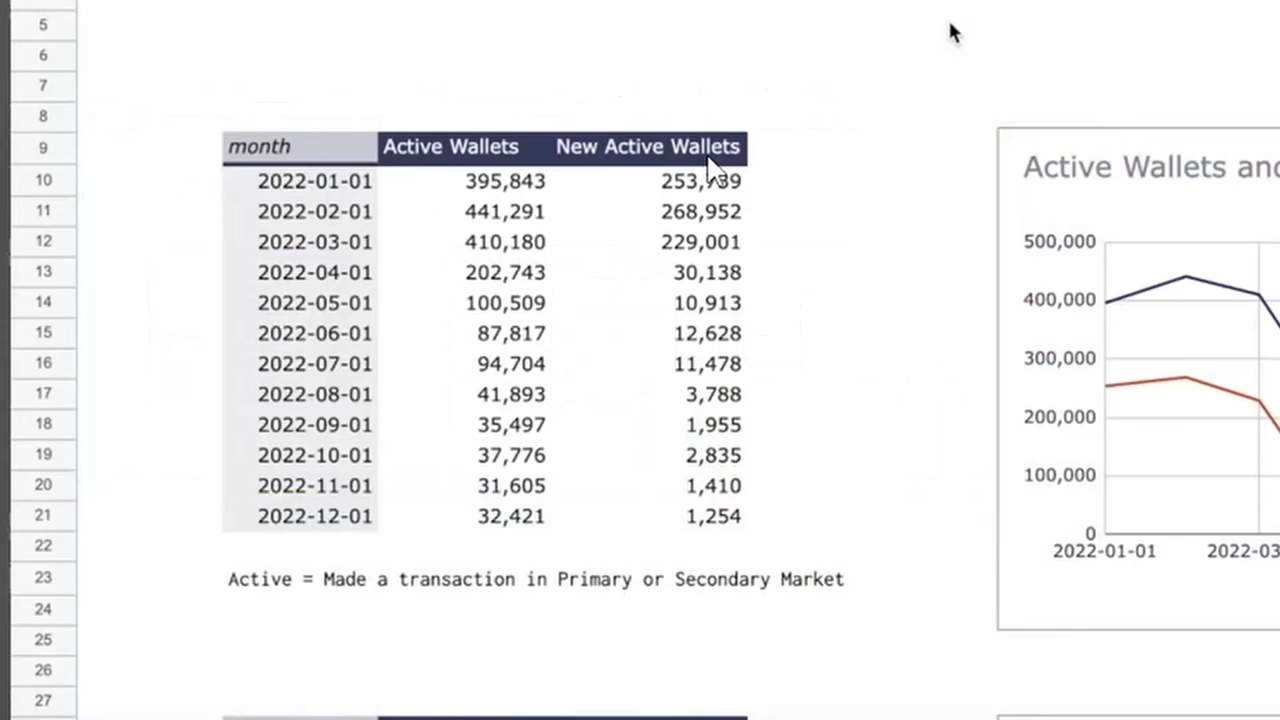 5
6
7
8
9 month Active Wallets New Active Wallets
10 2022-01-01 395,843
11 2022-02-01 441,291 268,952
12 2022-03-01 410,180 229,001
13 2022-04-01 202,743 30,138
14 2022-05-01 100,509 10,913
15 2022-06-01 87,817 12,628
16 2022-07-01 94,704 11,478
17 2022-08-01 41,893 3,788
18 2022-09-01 35,497 1,955
19 2022-10-01 37,776 2,835
20 2022-11-01 31,605 1,410
21 2022-12-01 32,421 1,254
22
23 Active = Made a transaction in Primary or Secondary Market
24
25
26
27
Active Wallets and
500,000
400,000
300,000
200,000
100,000
0
2022-01-01 2022-03